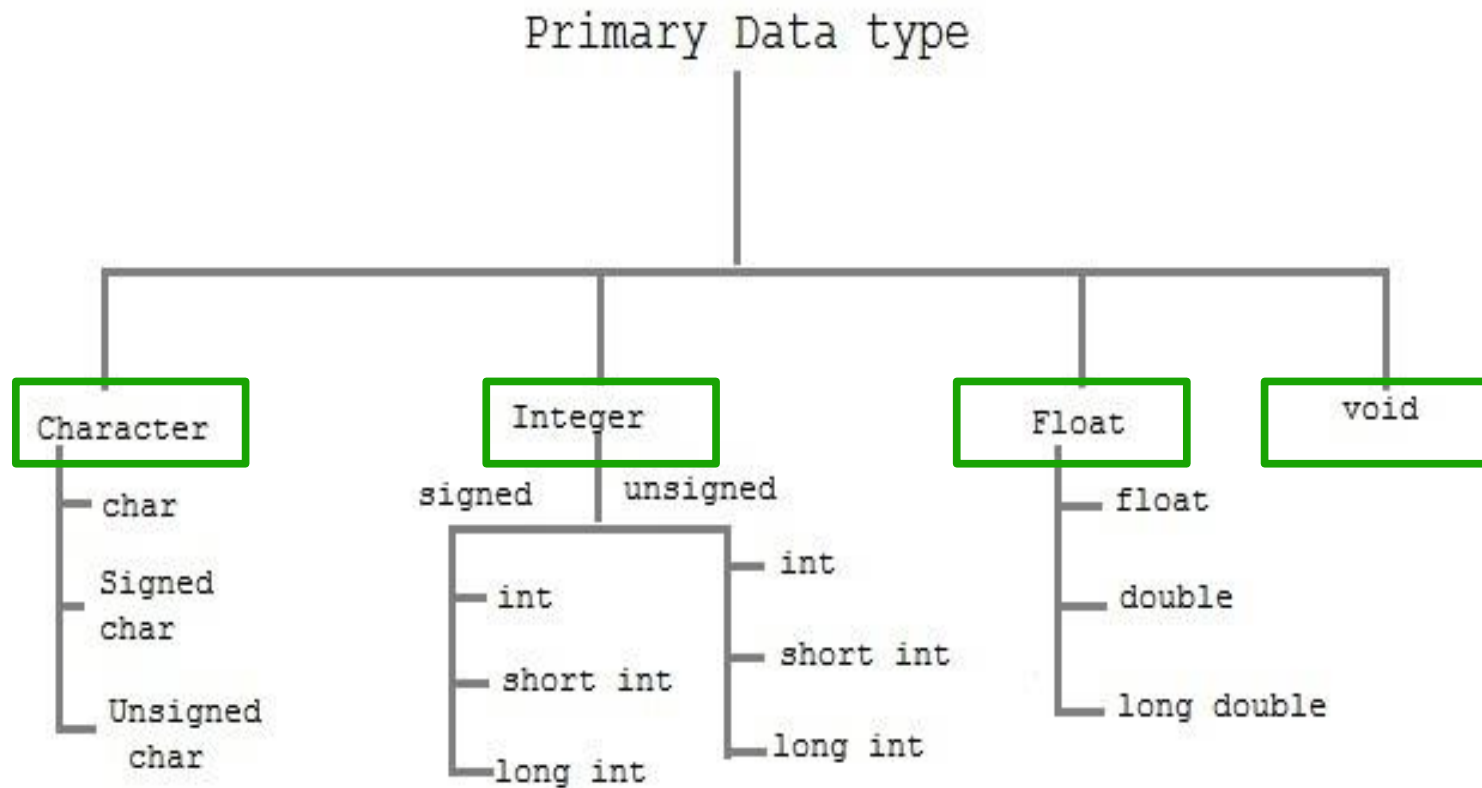 Primary Data type
Character
Integer
Float
void
char
Signed
char
Unsigned
char
signed
unsigned
int
short int
long int
int
short int
long int
float
double
long double